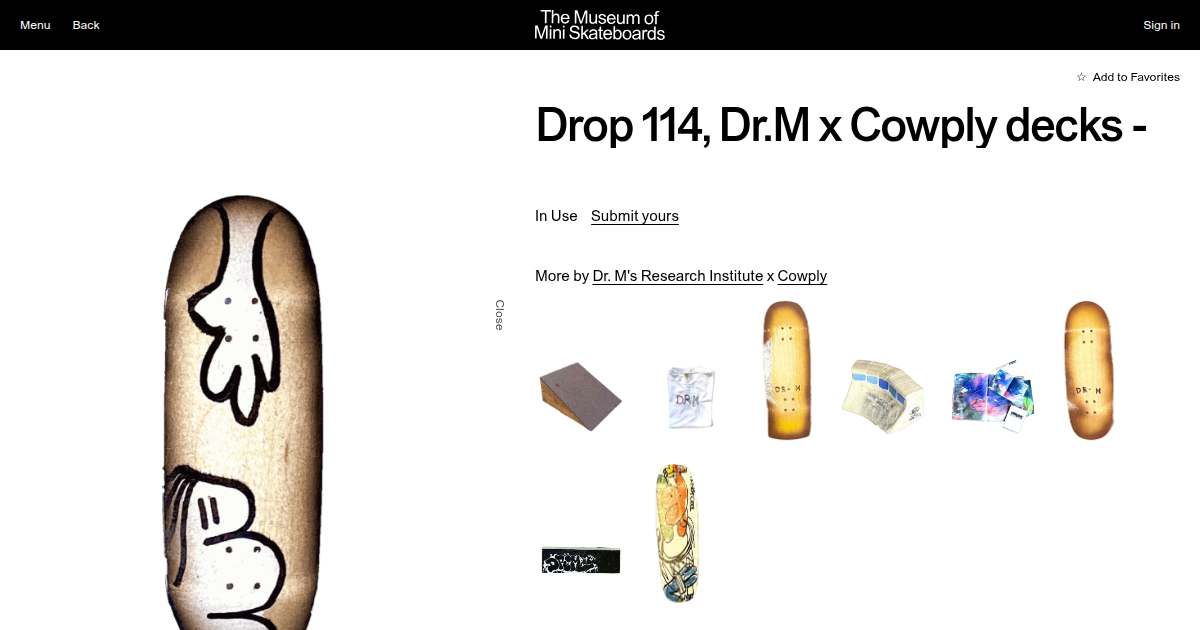 Menu
Back
The Museum of
Mini Skateboards
Sign in
☆ Add to Favorites
Drop 114, Dr.M x Cowply decks -
In Use Submit yours
More by Dr. M's Research Institute x Cowply
Close
DR M
DR- M
DR- M